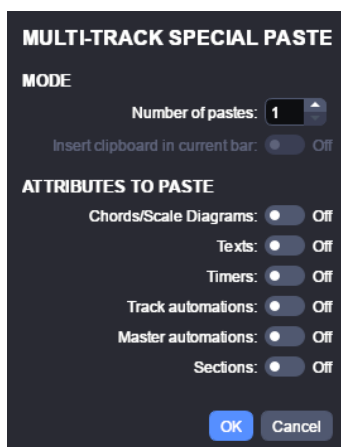 MULTI-TRACK SPECIAL PASTE
MODE
Number of pastes: 1
Insert clipboard in current bar: Off
ATTRIBUTES TO PASTE
Chords/Scale Diagrams: Off
Texts: Off
Timers: Off
Track automations: Off
Master automations: Off
Sections: Off
OK Cancel